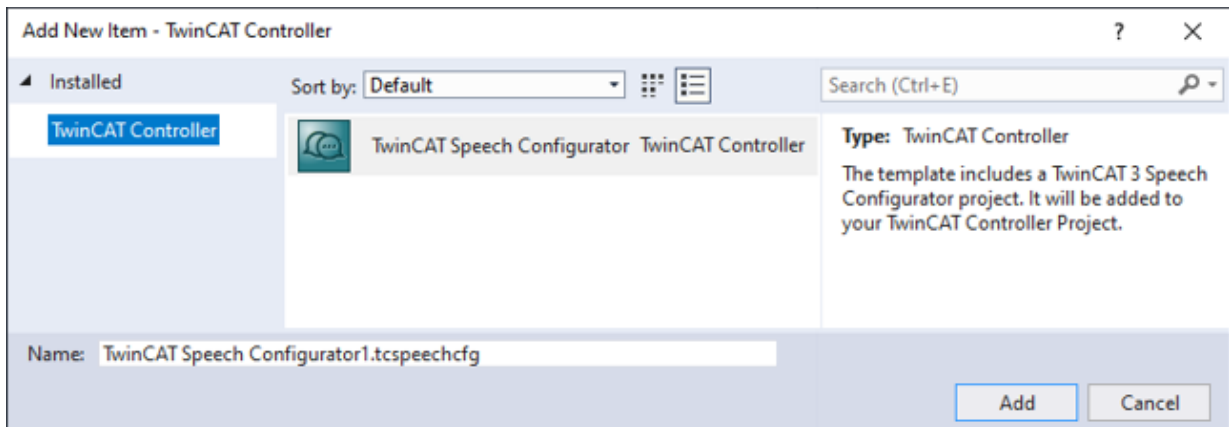 Add New Item - TwinCAT Controller
?
Installed
Sort by: Default
Search (Ctrl+E)
TwinCAT Controller
TwinCAT Speech Configurator TwinCAT Controller
Type: TwinCAT Controller
The template includes a TwinCAT 3 Speech
Configurator project. It will be added to
your TwinCAT Controller Project.
Name: TwinCAT Speech Configurator1.tcspeechcfg
Add Cancel